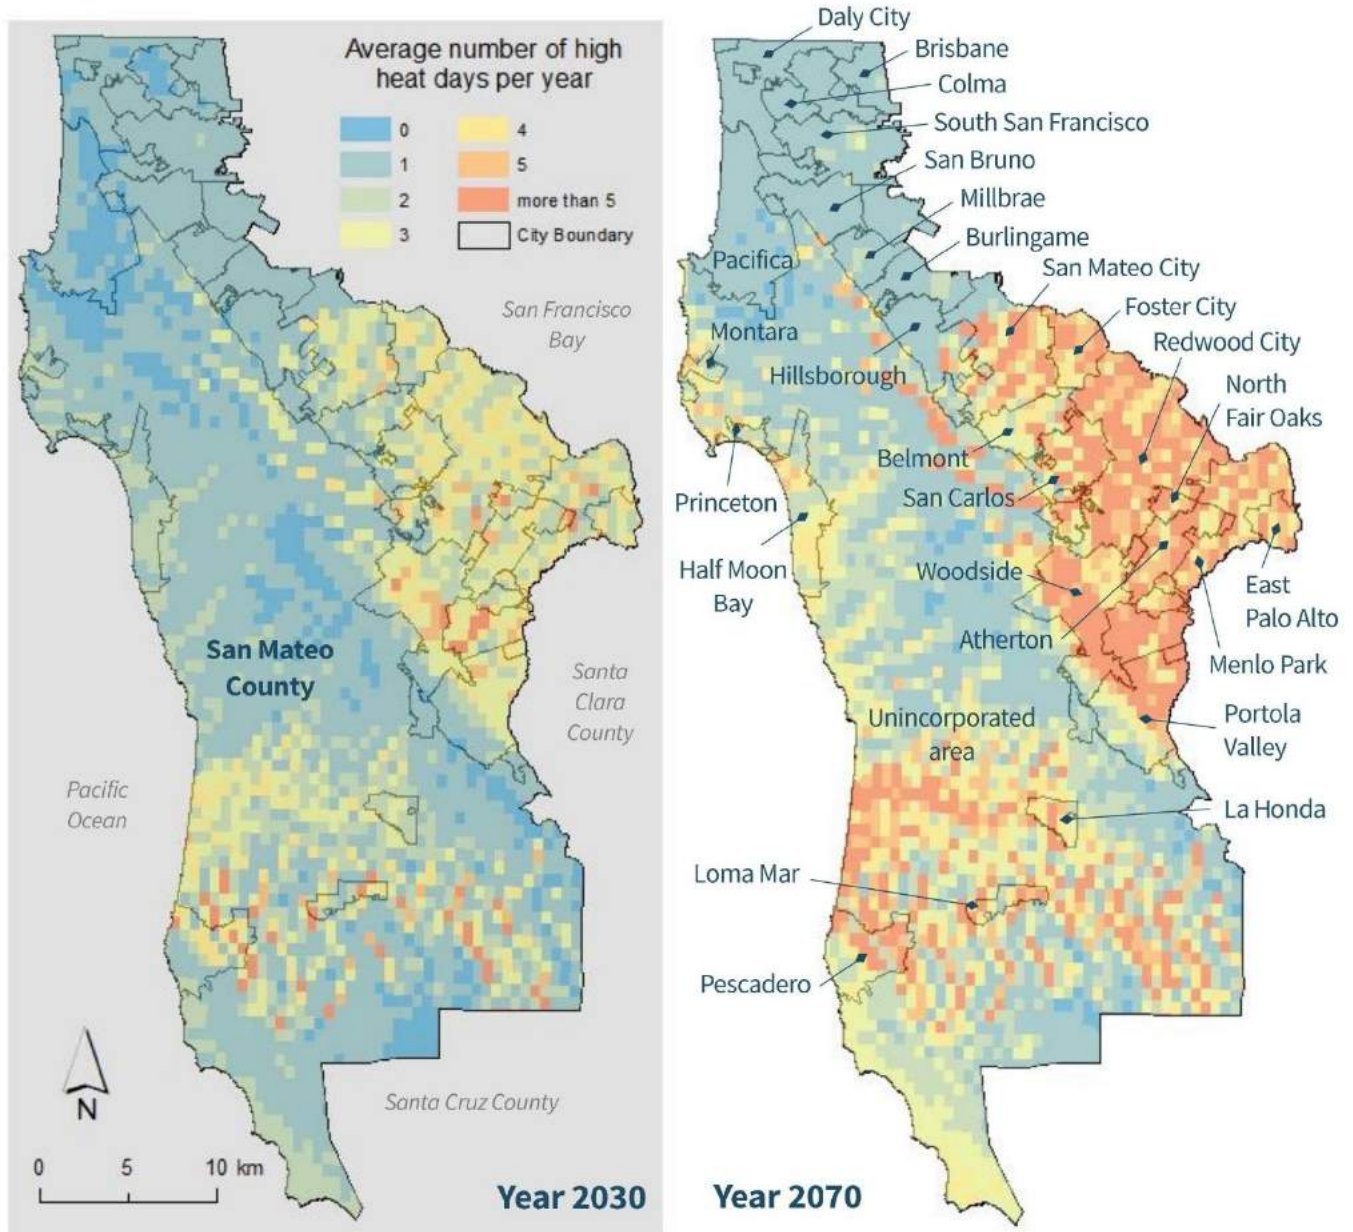 Average number of high
heat days per year
0
1
2
3
4
5
more than 5
City Boundary
San Francisco
Bay
San Mateo
County
Santa
Clara
County
Pacific
Ocean
Santa Cruz County
N
0 5 10 km
Year 2030
Daly City
Brisbane
Colma
South San Francisco
San Bruno
Millbrae
Burlingame
San Mateo City
Foster City
Redwood City
North
Fair Oaks
Pacifica
Montara
Hillsborough
Belmont
San Carlos
Princeton
Half Moon
Bay
Woodside
Atherton
East
Palo Alto
Menlo Park
Portola
Valley
Unincorporated
area
La Honda
Loma Mar
Pescadero
Year 2070